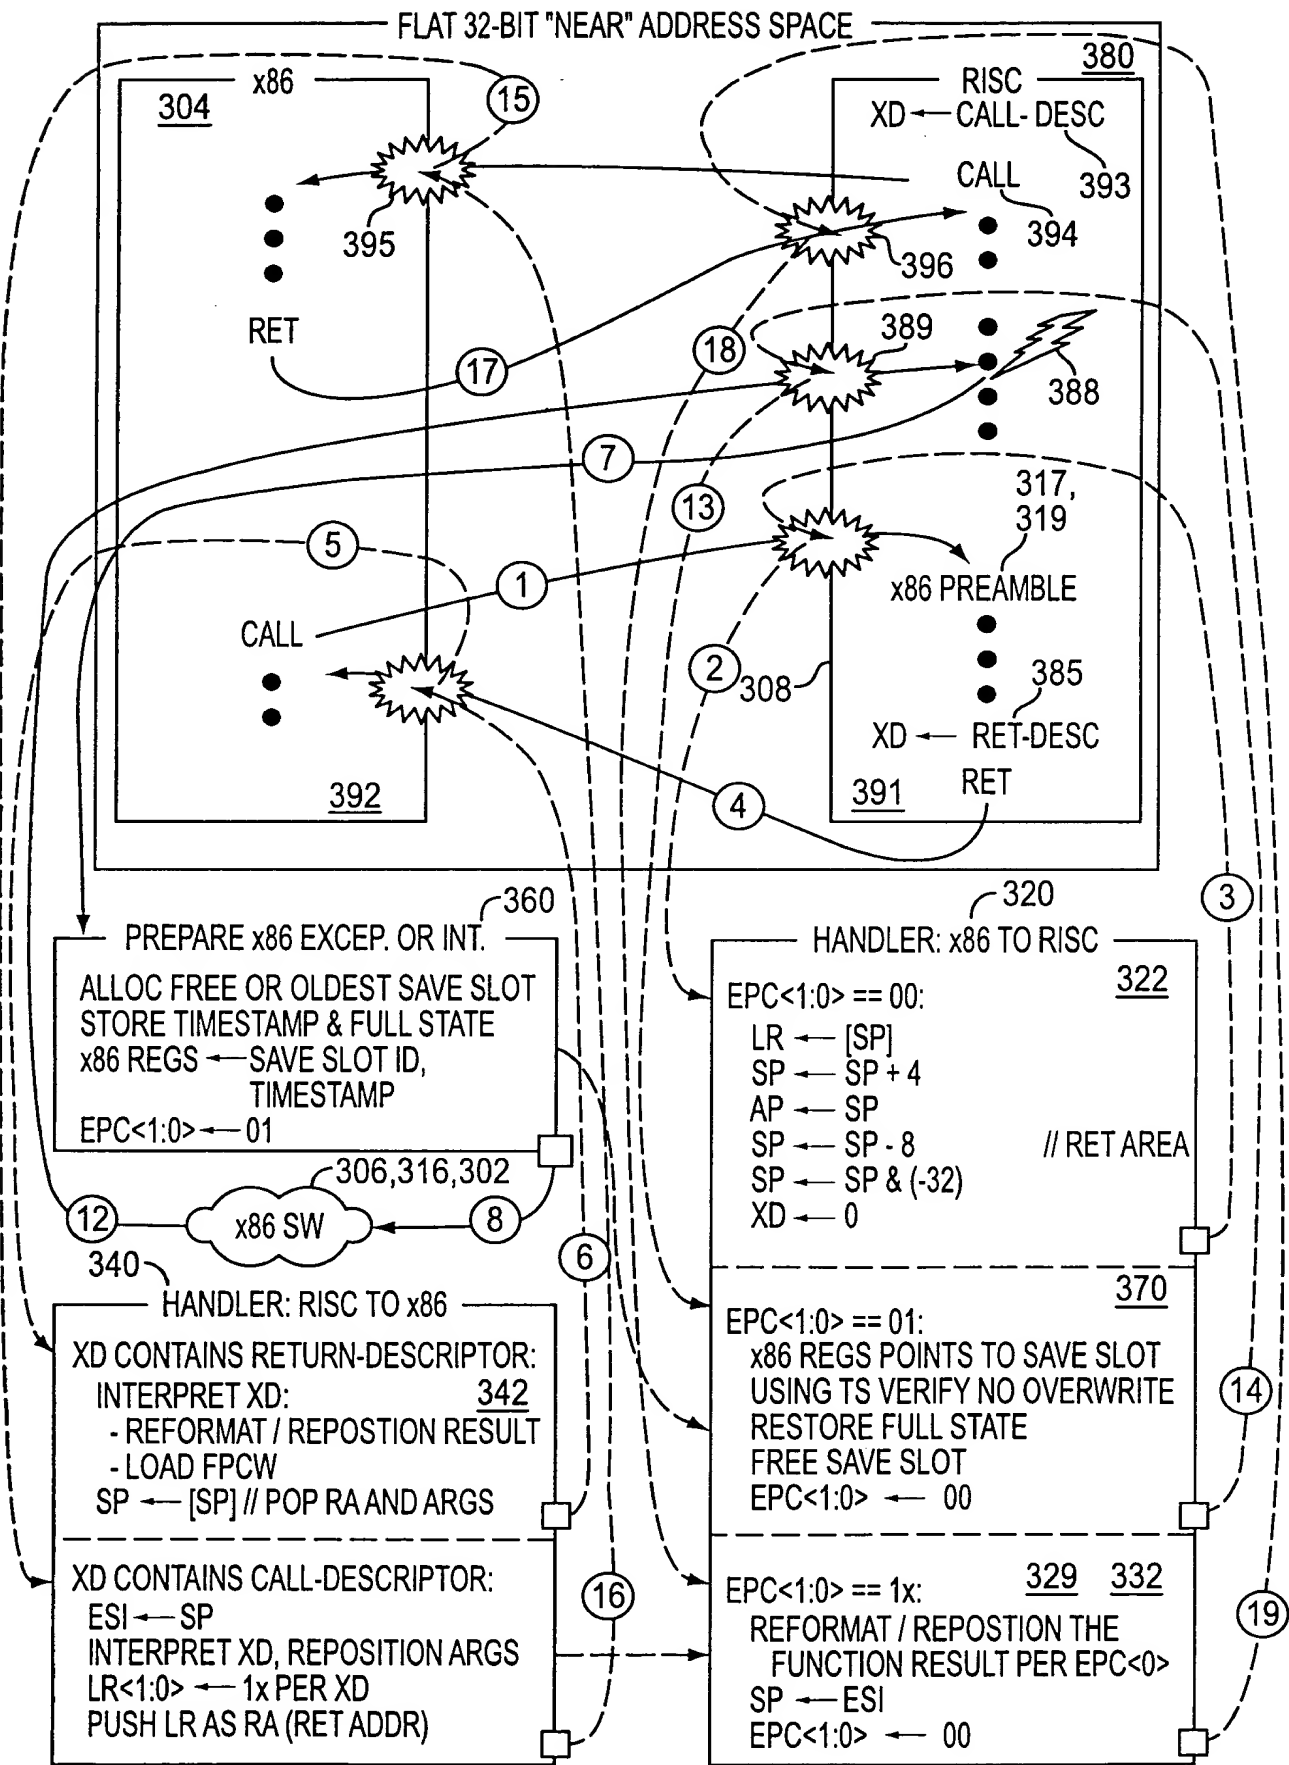 FLAT 32-BIT "NEAR" ADDRESS SPACE
x86
304
15
RISC
380
XD ← CALL- DESC
393
CALL
394
395
396
RET
17
18
389
388
7
13
317,
319
5
1
x86 PREAMBLE
CALL
2
308
385
XD ← RET-DESC
RET
392
4
391
3
360
PREPARE x86 EXCEP. OR INT.
ALLOC FREE OR OLDEST SAVE SLOT
STORE TIMESTAMP & FULL STATE
x86 REGS ← SAVE SLOT ID,
TIMESTAMP
EPC<1:0> ← 01
306,316,302
12
x86 SW
8
6
340
HANDLER: RISC TO x86
XD CONTAINS RETURN-DESCRIPTOR:
INTERPRET XD:
342
- REFORMAT / REPOSTION RESULT
- LOAD FPCW
SP ← [SP] // POP RA AND ARGS
XD CONTAINS CALL-DESCRIPTOR:
ESI ← SP
INTERPRET XD, REPOSITION ARGS
LR<1:0> ← 1x PER XD
PUSH LR AS RA (RET ADDR)
16
320
HANDLER: x86 TO RISC
322
EPC<1:0> == 00:
LR ← [SP]
SP ← SP + 4
AP ← SP
SP ← SP - 8 // RET AREA
SP ← SP & (-32)
XD ← 0
370
EPC<1:0> == 01:
x86 REGS POINTS TO SAVE SLOT
USING TS VERIFY NO OVERWRITE
RESTORE FULL STATE
FREE SAVE SLOT
EPC<1:0> ← 00
14
EPC<1:0> == 1x: 329 332
REFORMAT / REPOSTION THE
FUNCTION RESULT PER EPC<0>
SP ← ESI
EPC<1:0> ← 00
19